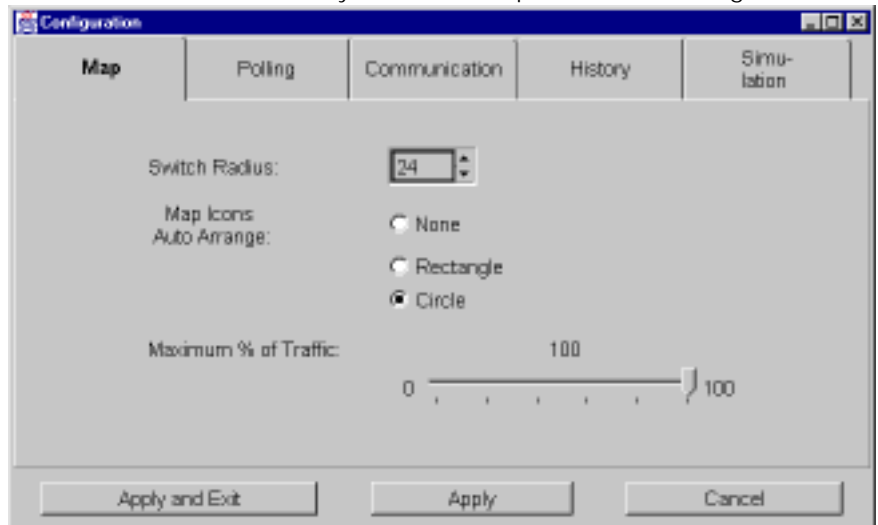 Configuration
Map Polling Communication History Simu-
lation
Switch Radius: 24
Map Icons
Auto Arrange:
None
Rectangle
Circle
Maximum % of Traffic: 100
0 100
Apply and Exit Apply Cancel